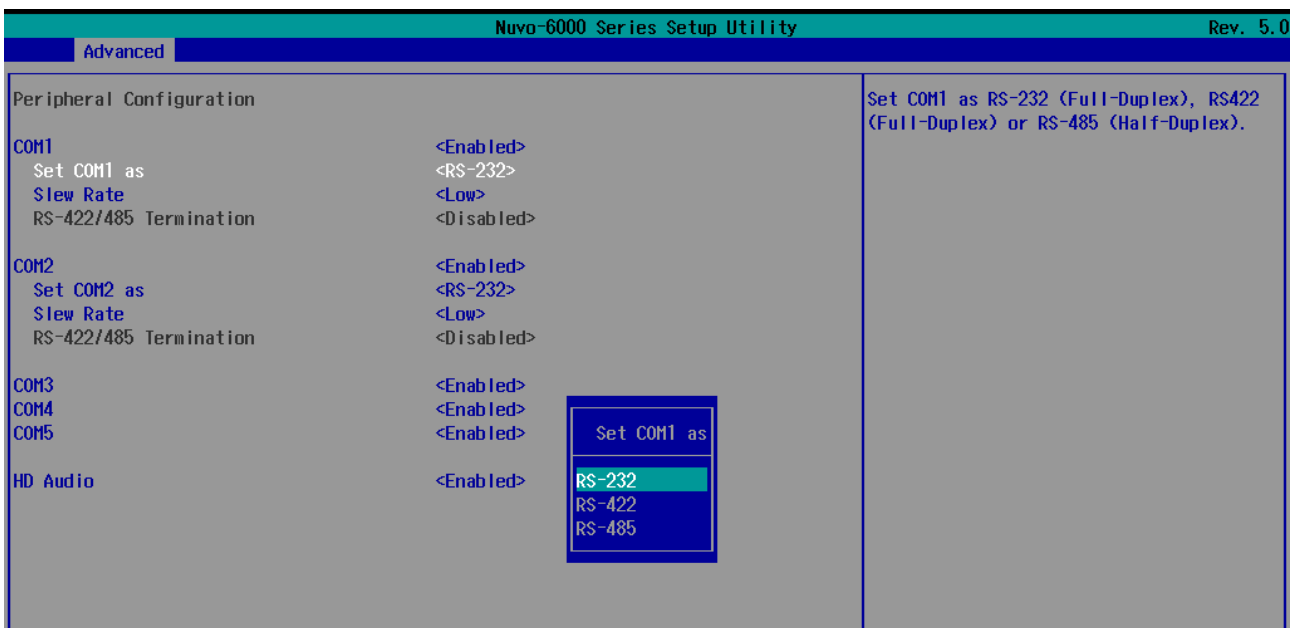 Nuvo-6000 Series Setup Utility Rev. 5.0
Advanced
Peripheral Configuration
COM1 <Enabled>
Set COM1 as <RS-232>
Slew Rate <Low>
RS-422/485 Termination <Disabled>
COM2 <Enabled>
Set COM2 as <RS-232>
Slew Rate <Low>
RS-422/485 Termination <Disabled>
COM3 <Enabled>
COM4 <Enabled>
COM5 <Enabled>
HD Audio <Enabled>
Set COM1 as
RS-232
RS-422
RS-485
Set COM1 as RS-232 (Full-Duplex), RS422
(Full-Duplex) or RS-485 (Half-Duplex).